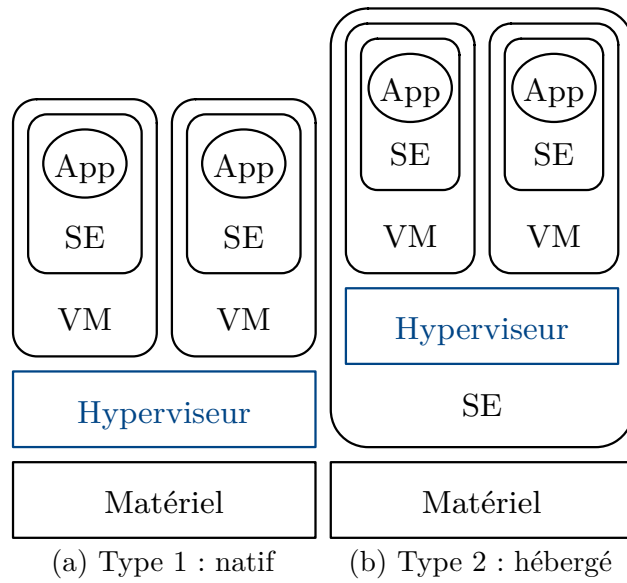 App
App
SE
SE
VM
VM
Hyperviseur
Matériel
(a) Type 1 : natif
App
App
SE
SE
VM
VM
Hyperviseur
SE
Matériel
(b) Type 2 : hébergé